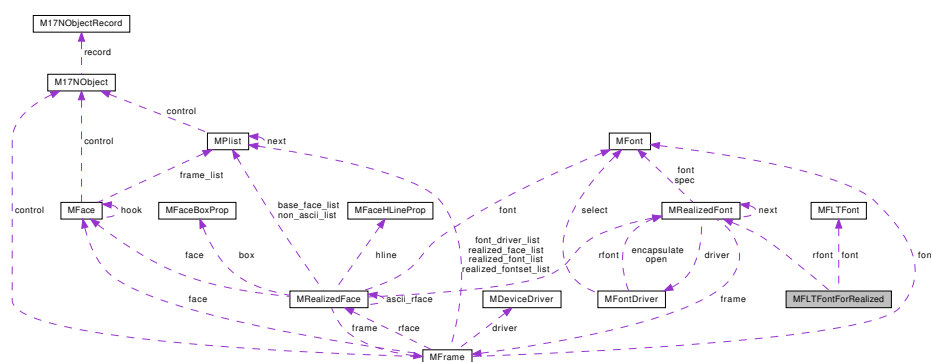 M17NObjectRecord
record
M17NObject
control
control
MPlist
next
MFont
frame_list
font
spec
control
MFace
hook
MFaceBoxProp
base_face_list
non_ascii_list
MFaceHLineProp
font
select
MRealizedFont
next
MFLTFont
face
box
hline
font_driver_list
realized_face_list
realized_font_list
realized_fontset_list
rfont
encapsulate
open
driver
rfont
font
fon
face
MRealizedFace
ascii_rface
MDeviceDriver
MFontDriver
frame
MFLTFontForRealized
frame
rface
driver
MFrame